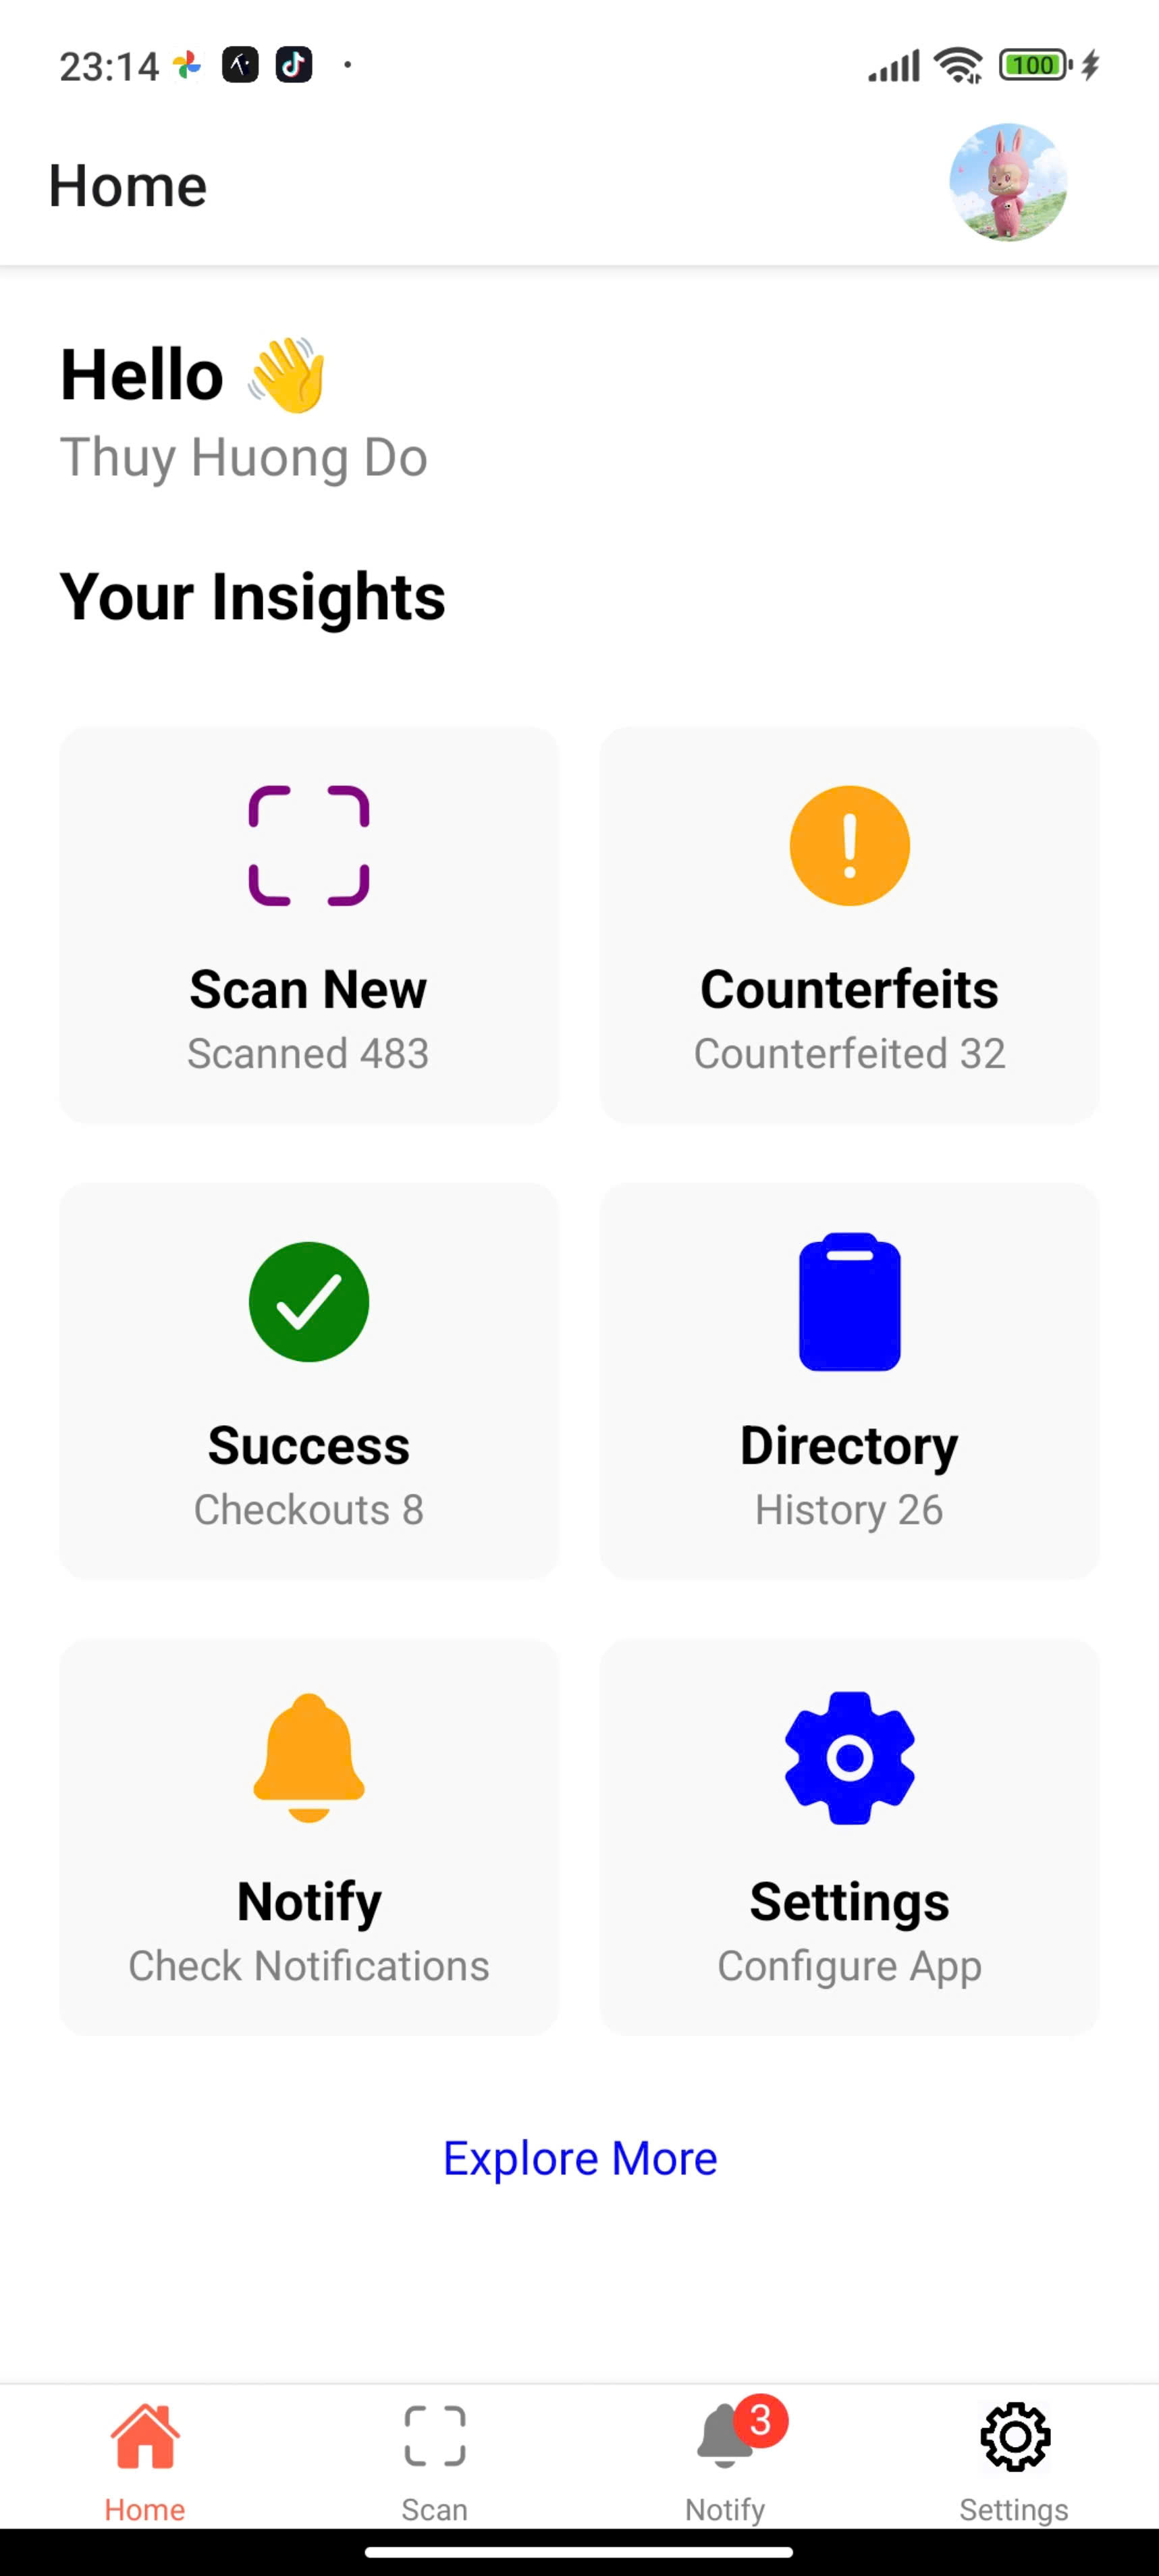 23:14
100
Home
Hello 👋
Thuy Huong Do
Your Insights
Scan New
Scanned 483
Counterfeits
Counterfeited 32
Success
Checkouts 8
Directory
History 26
Notify
Check Notifications
Settings
Configure App
Explore More
3
Home
Scan
Notify
Settings